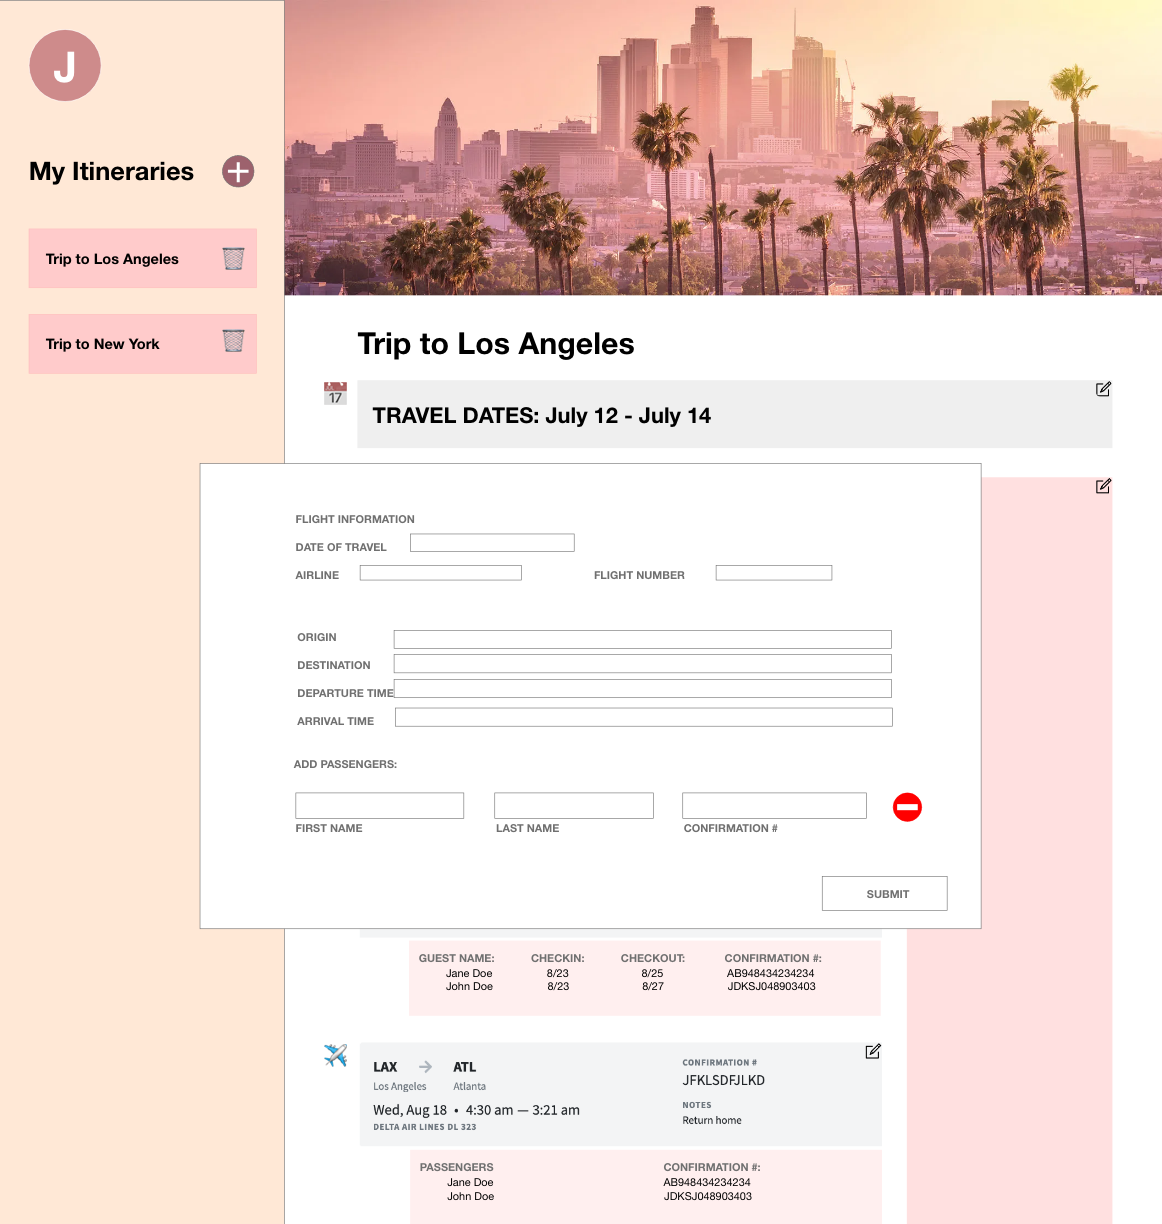 J
My Itineraries
Trip to Los Angeles
Trip to New York
Trip to Los Angeles
17
TRAVEL DATES: July 12 - July 14
FLIGHT INFORMATION
DATE OF TRAVEL
AIRLINE FLIGHT NUMBER
ORIGIN
DESTINATION
DEPARTURE TIME
ARRIVAL TIME
ADD PASSENGERS:
FIRST NAME LAST NAME CONFIRMATION #
SUBMIT
GUEST NAME: CHECKIN: CHECKOUT: CONFIRMATION #:
Jane Doe 8/23 8/25 AB948434234234
John Doe 8/23 8/27 JDKSJ048903403
LAX → ATL
Los Angeles Atlanta
Wed, Aug 18 • 4:30 am — 3:21 am
DELTA AIR LINES DL 323
CONFIRMATION #
JFKLSDFJLKD
NOTES
Return home
PASSENGERS CONFIRMATION #:
Jane Doe AB948434234234
John Doe JDKSJ048903403